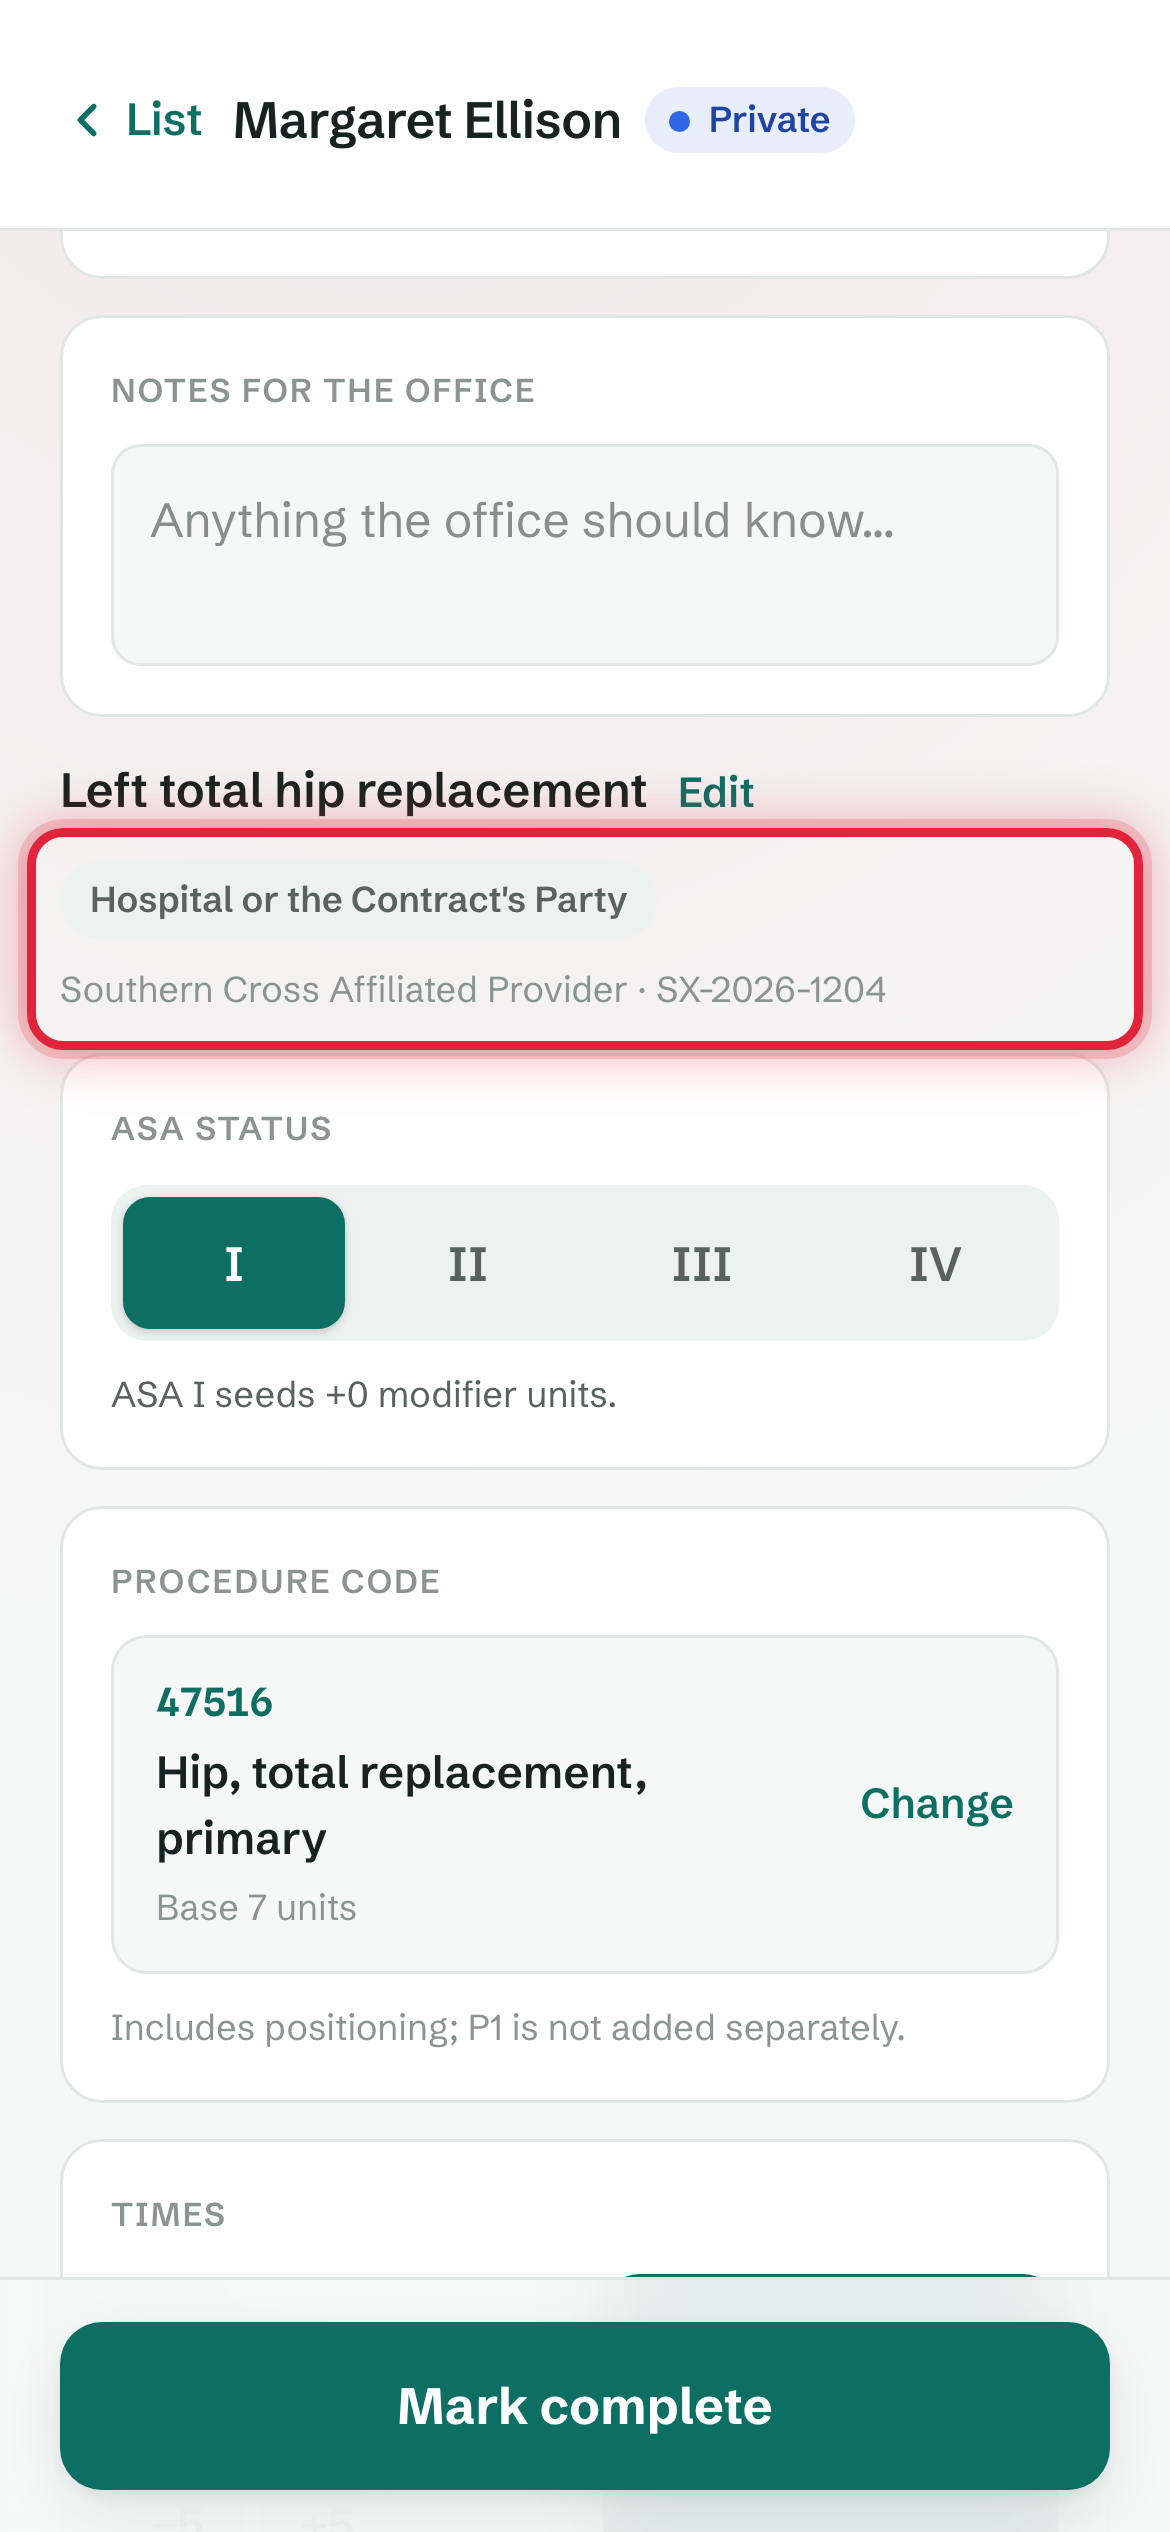 List Margaret Ellison Private
NOTES FOR THE OFFICE
Anything the office should know...
Left total hip replacement Edit
Hospital or the Contract's Party
Southern Cross Affiliated Provider · SX-2026-1204
ASA STATUS
I II III IV
ASA I seeds +0 modifier units.
PROCEDURE CODE
47516
Hip, total replacement,
primary
Change
Base 7 units
Includes positioning; P1 is not added separately.
TIMES
Mark complete
−5 +5